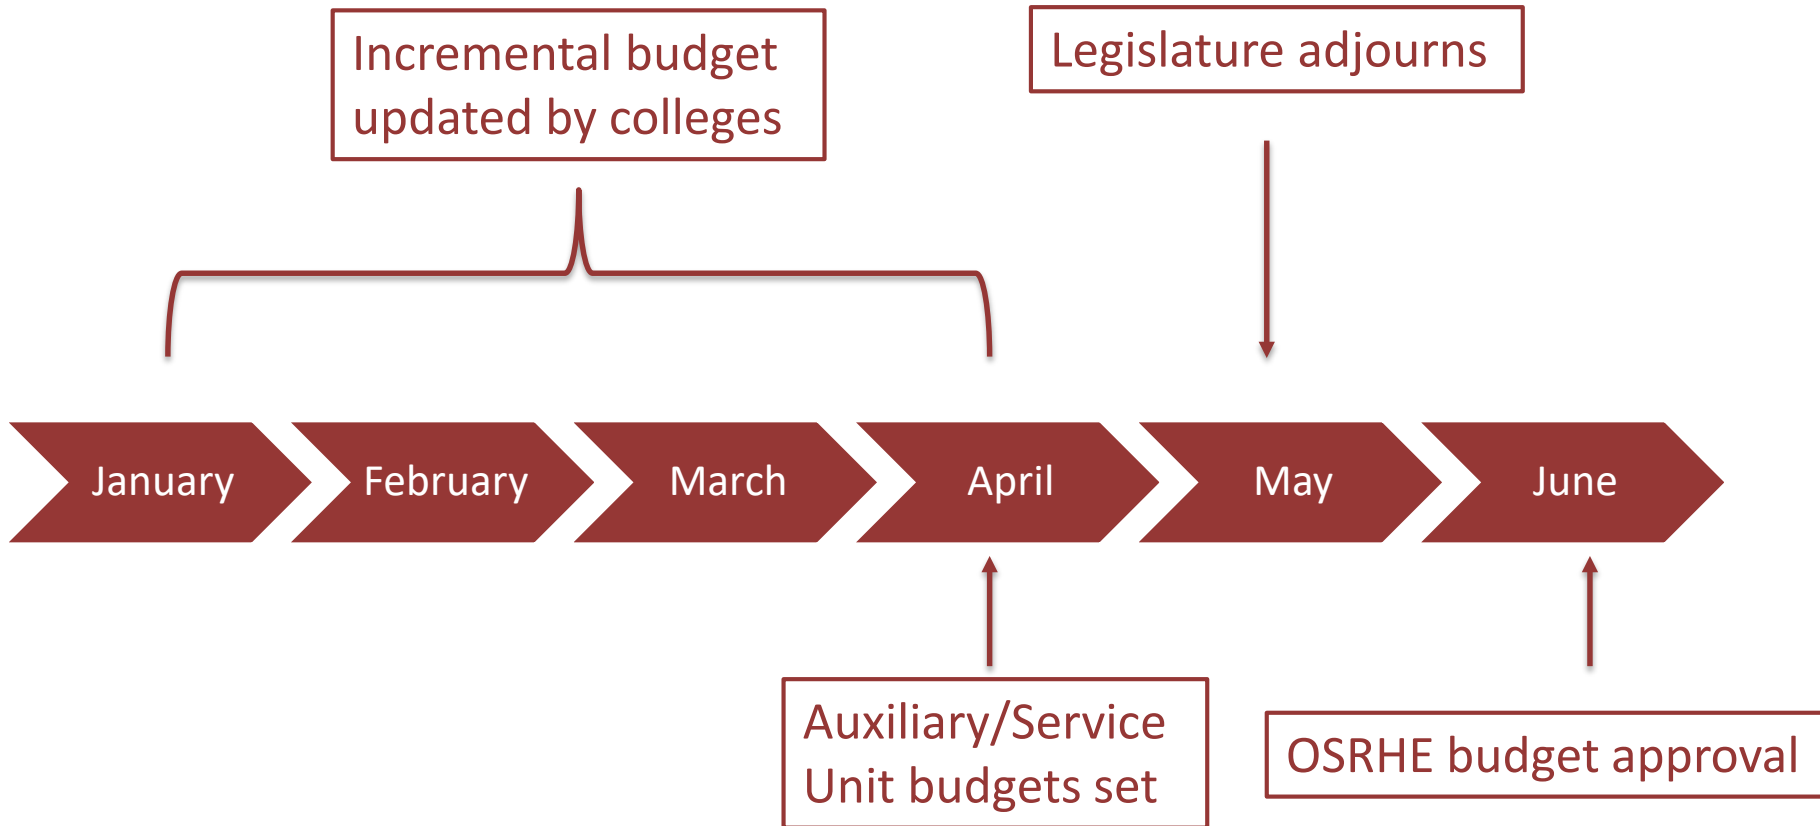 Incremental budget
updated by colleges
Legislature adjourns
January
February
March
April
May
June
Auxiliary/Service
Unit budgets set
OSRHE budget approval